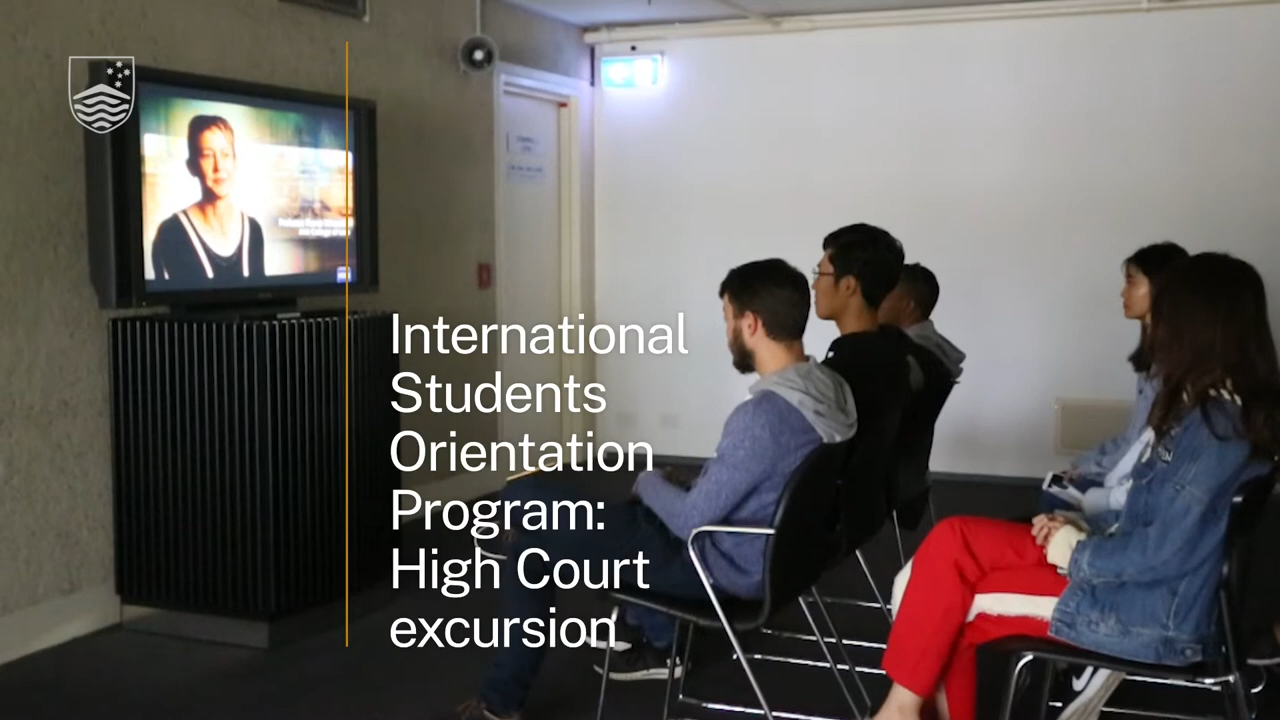 International
Students
Orientation
Program:
High Court
excursion